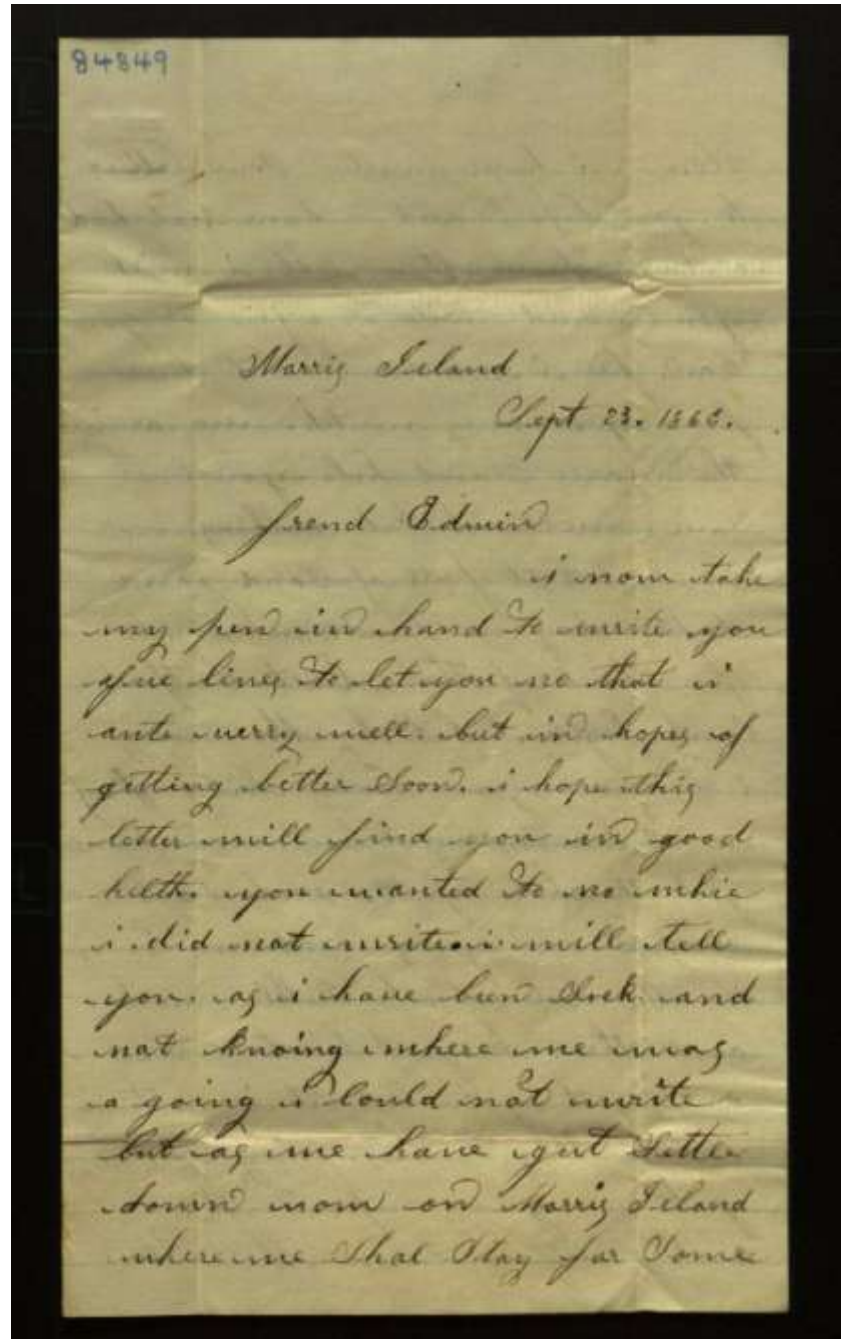 84849
Morris Island
Sept 23. 1863.
frend Edwin
i now take
my pen in hand to write you
a fue lines to let you no that i
ante verry well. but in hopes of
getting better Soon. i hope this
letter will find you in good
helth. you wanted to no whie
i did not write. i will tell
you. as i have bun Sick and
not knoing where we was
a going i Could not write
but as we have gut Settle
down now on Morris Island
where we Shal Stay for Some